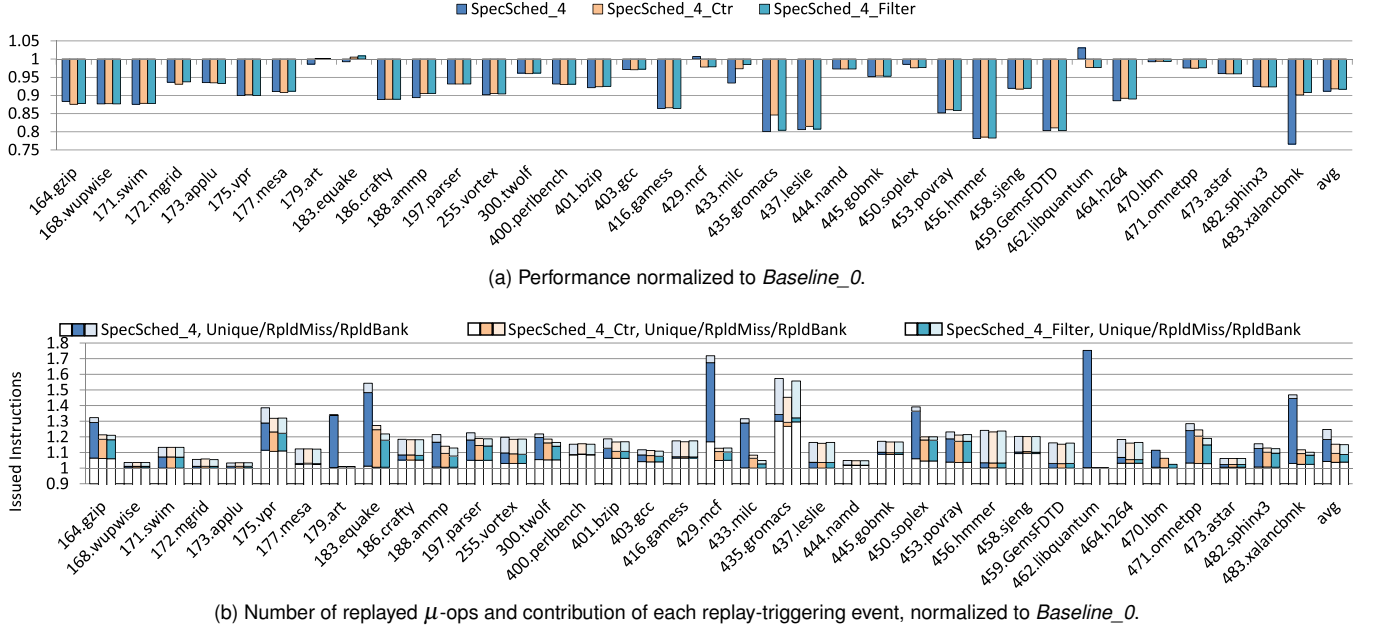 SpecSched_4 SpecSched_4_Ctr SpecSched_4_Filter
1.05
1
0.95
0.9
0.85
0.8
0.75
164.gzip
168.wupwise
171.swim
172.mgrid
173.applu
175.vpr
177.mesa
179.art
183.equake
186.crafty
188.ammp
197.parser
255.vortex
300.twolf
400.perlbench
401.bzip
403.gcc
416.gamess
429.mcf
433.milc
435.gromacs
437.leslie
444.namd
445.gobmk
450.soplex
453.povray
456.hmmer
458.sjeng
459.GemsFDTD
462.libquantum
464.h264
470.lbm
471.omnetpp
473.astar
482.sphinx3
483.xalancbmk
avg
(a) Performance normalized to Baseline_0.
SpecSched_4, Unique/RpldMiss/RpldBank SpecSched_4_Ctr, Unique/RpldMiss/RpldBank SpecSched_4_Filter, Unique/RpldMiss/RpldBank
Issued Instructions
1.8
1.7
1.6
1.5
1.4
1.3
1.2
1.1
1
0.9
164.gzip
168.wupwise
171.swim
172.mgrid
173.applu
175.vpr
177.mesa
179.art
183.equake
186.crafty
188.ammp
197.parser
255.vortex
300.twolf
400.perlbench
401.bzip
403.gcc
416.gamess
429.mcf
433.milc
435.gromacs
437.leslie
444.namd
445.gobmk
450.soplex
453.povray
456.hmmer
458.sjeng
459.GemsFDTD
462.libquantum
464.h264
470.lbm
471.omnetpp
473.astar
482.sphinx3
483.xalancbmk
avg
(b) Number of replayed μ-ops and contribution of each replay-triggering event, normalized to Baseline_0.